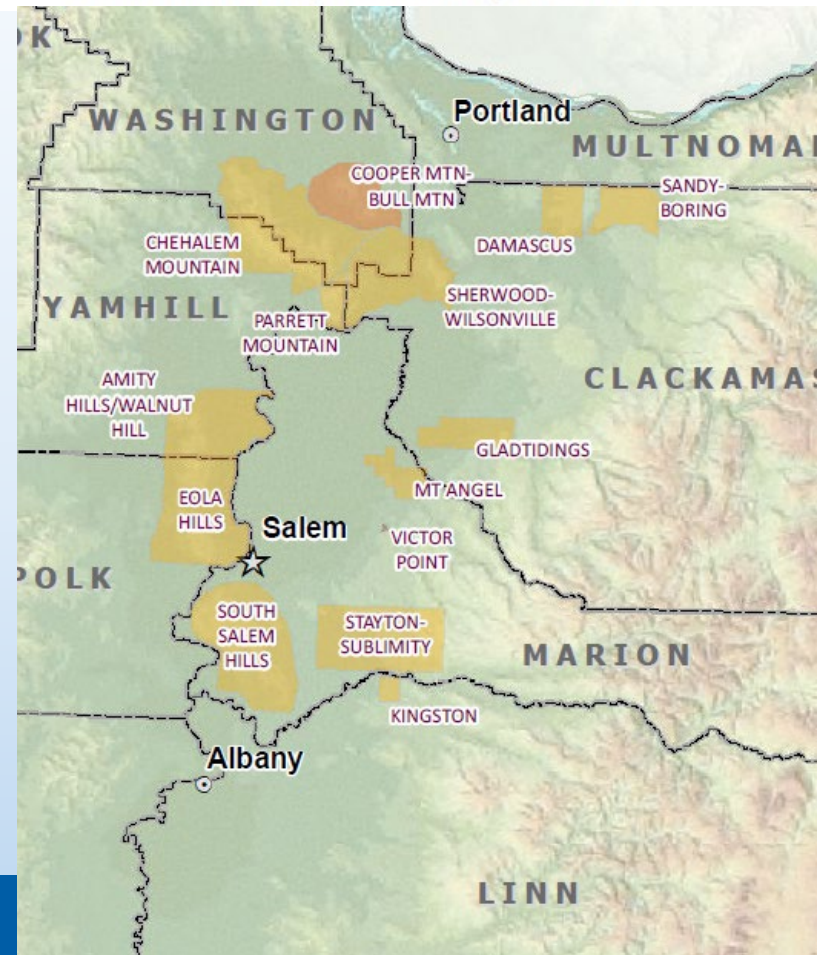 OK
WASHINGTON
Portland
MULTNOMA
COOPER MTN-
BULL MTN
SANDY-
BORING
CHEHALEM
MOUNTAIN
DAMASCUS
YAMHILL
SHERWOOD-
WILSONVILLE
PARRETT
MOUNTAIN
AMITY
HILLS/WALNUT
HILL
CLACKAMAS
GLADTIDINGS
EOLA
HILLS
MT ANGEL
Salem
VICTOR
POINT
POLK
SOUTH
SALEM
HILLS
STAYTON-
SUBLIMITY
MARION
KINGSTON
Albany
LINN